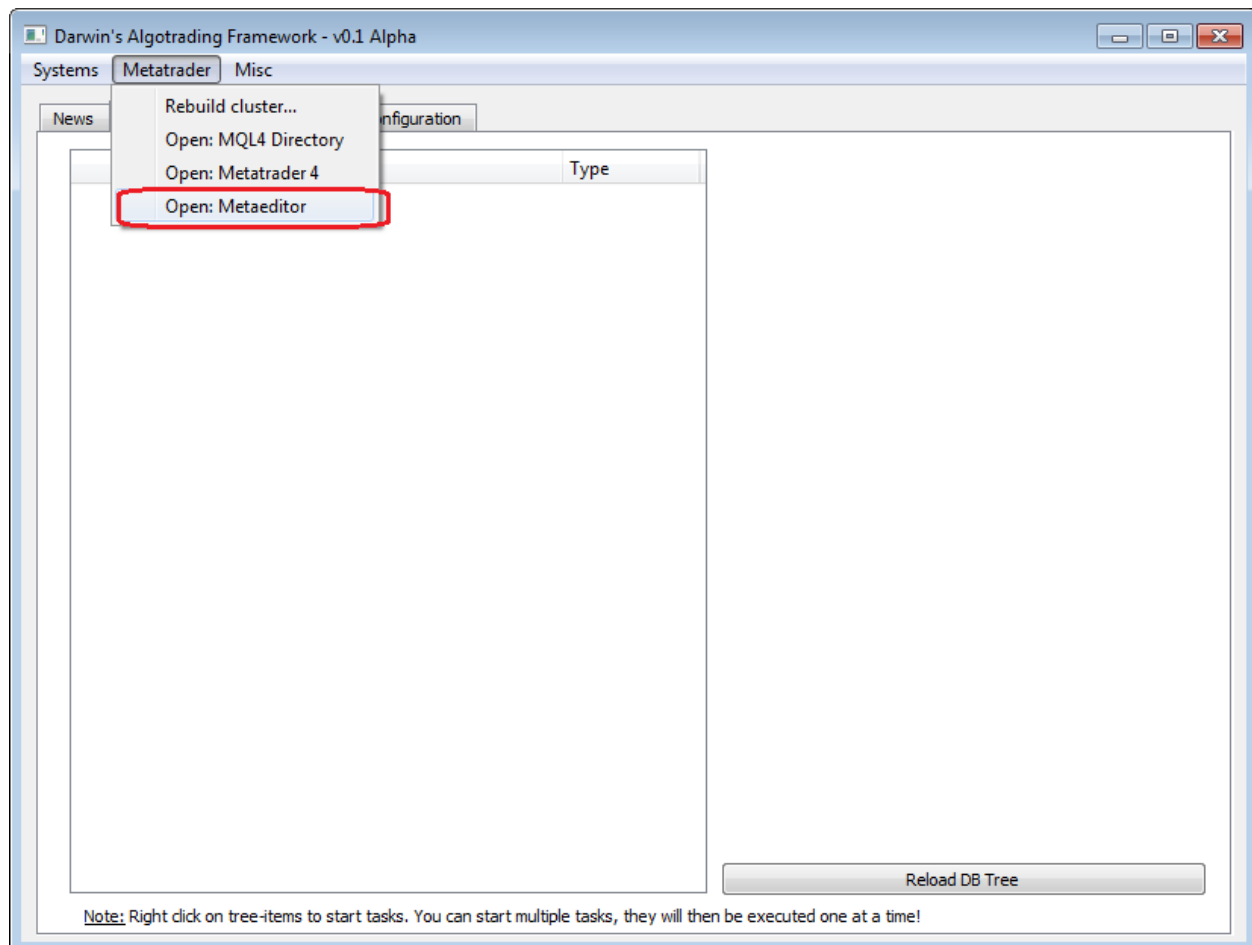 Darwin's Algotrading Framework - v0.1 Alpha
Systems Metatrader Misc
Rebuild cluster...
Open: MQL4 Directory
Open: Metatrader 4
Open: Metaeditor
News nfiguration
Type
Reload DB Tree
Note: Right click on tree-items to start tasks. You can start multiple tasks, they will then be executed one at a time!